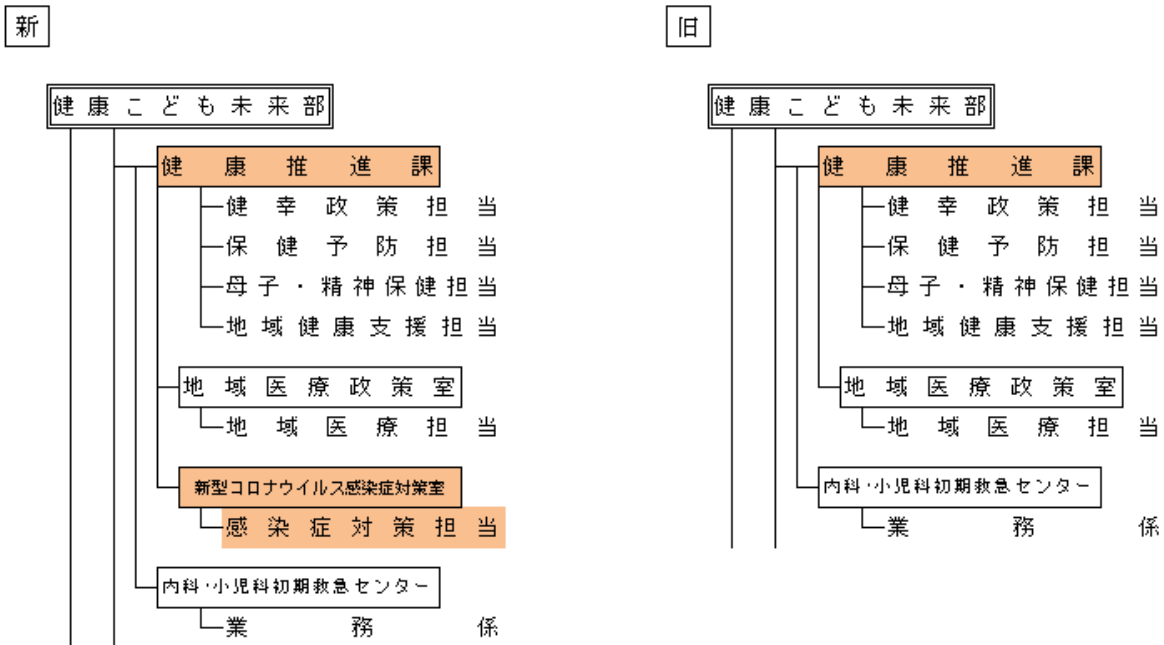 新
健康こども未来部
健康推進課
健幸政策担当
保健予防担当
母子・精神保健担当
地域健康支援担当
地域医療政策室
地域医療担当
新型コロナウイルス感染症対策室
感染症対策担当
内科・小児科初期救急センター
業務係
旧
健康こども未来部
健康推進課
健幸政策担当
保健予防担当
母子・精神保健担当
地域健康支援担当
地域医療政策室
地域医療担当
内科・小児科初期救急センター
業務係